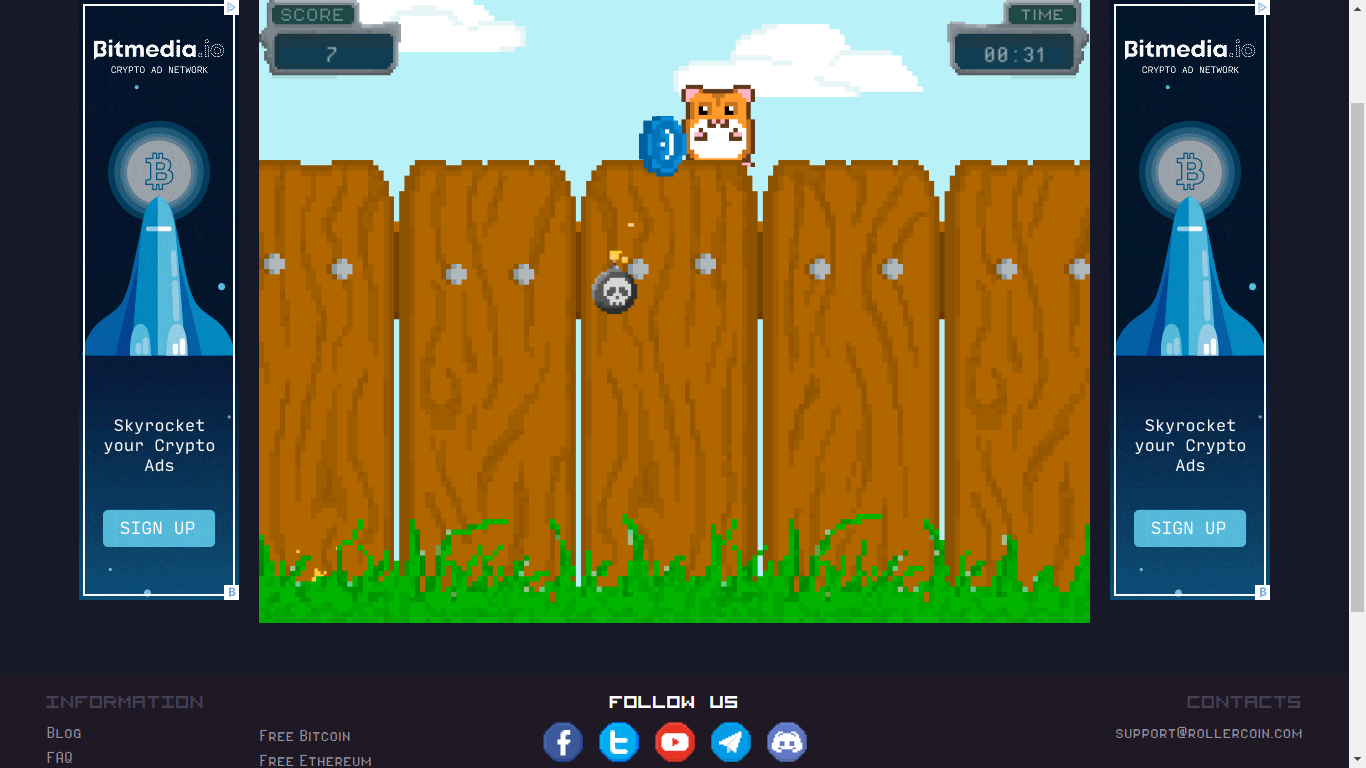 SCORE
7
TIME
00:31
Bitmedia.io
CRYPTO AD NETWORK
Skyrocket
your Crypto
Ads
SIGN UP
Bitmedia.io
CRYPTO AD NETWORK
Skyrocket
your Crypto
Ads
SIGN UP
INFORMATION
Blog
FAQ
Free Bitcoin
Free Ethereum
FOLLOW US
CONTACTS
SUPPORT@ROLLERCOIN.COM